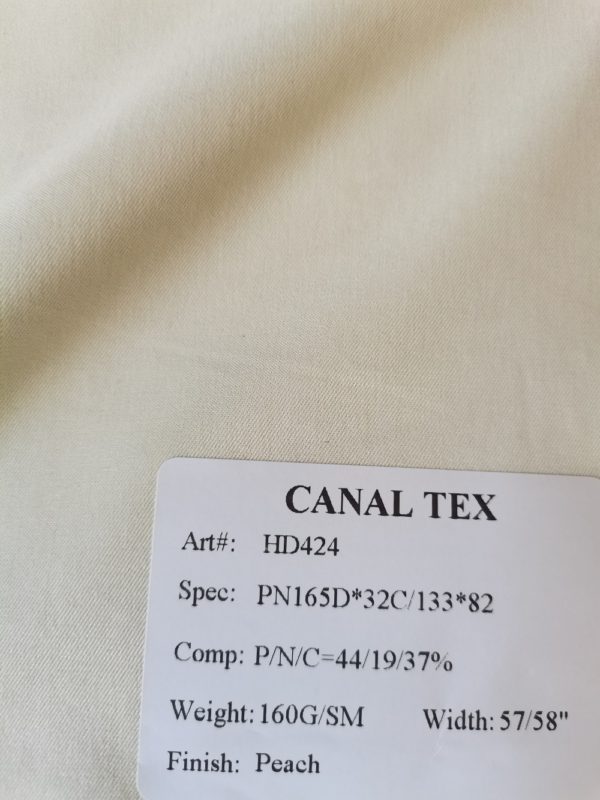 CANAL TEX
Art#: HD424
Spec: PN165D*32C/133*82
Comp: P/N/C=44/19/37%
Weight: 160G/SM Width: 57/58"
Finish: Peach